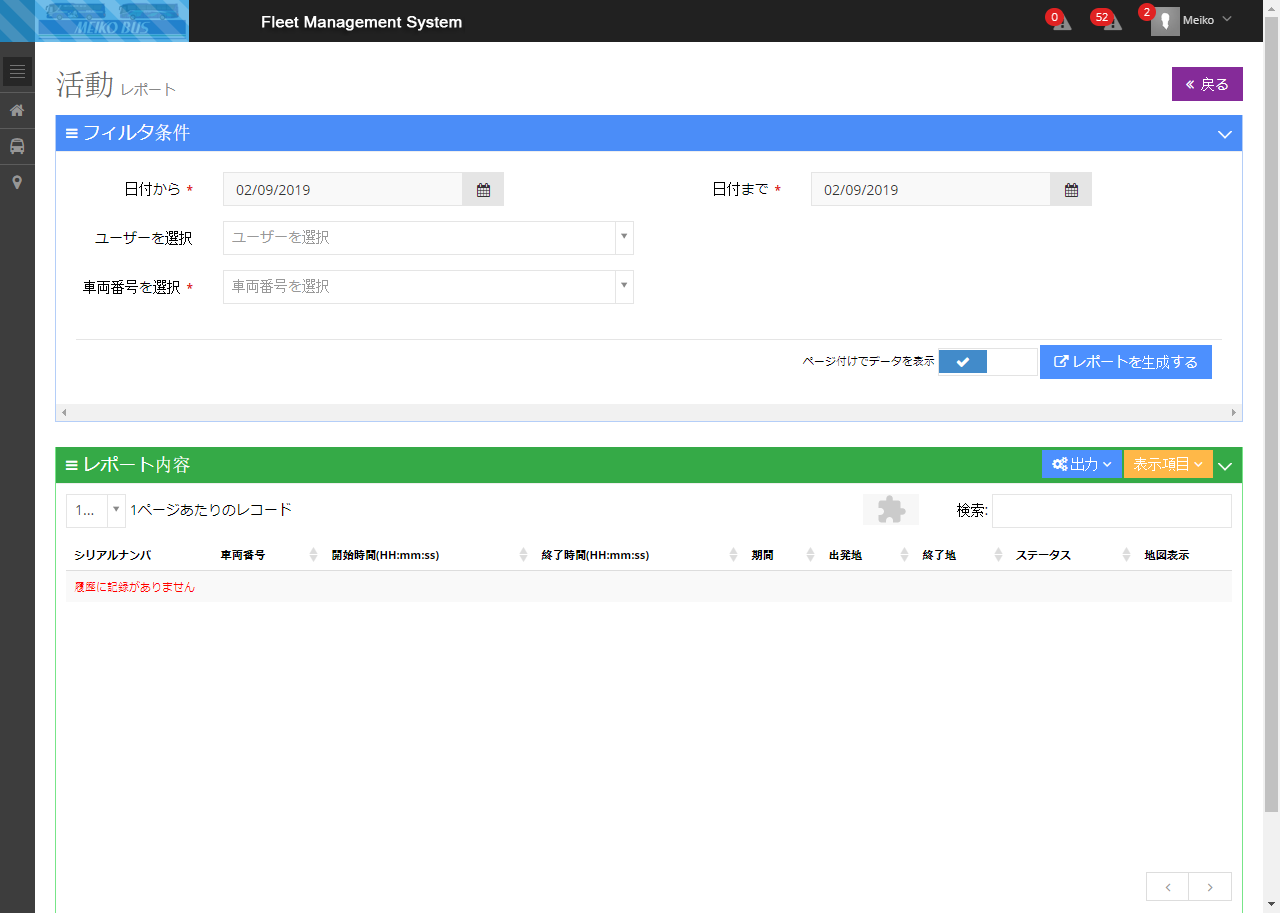 MEIKO BUS
Fleet Management System
0
52
2
Meiko
活動 レポート
戻る
フィルタ条件
日付から *
02/09/2019
日付まで *
02/09/2019
ユーザーを選択
ユーザーを選択
車両番号を選択 *
車両番号を選択
ページ付けでデータを表示
レポートを生成する
レポート内容
出力
表示項目
1...
1ページあたりのレコード
検索:
シリアルナンバ 車両番号 開始時間(HH:mm:ss) 終了時間(HH:mm:ss) 期間 出発地 終了地 ステータス 地図表示
履歴に記録がありません